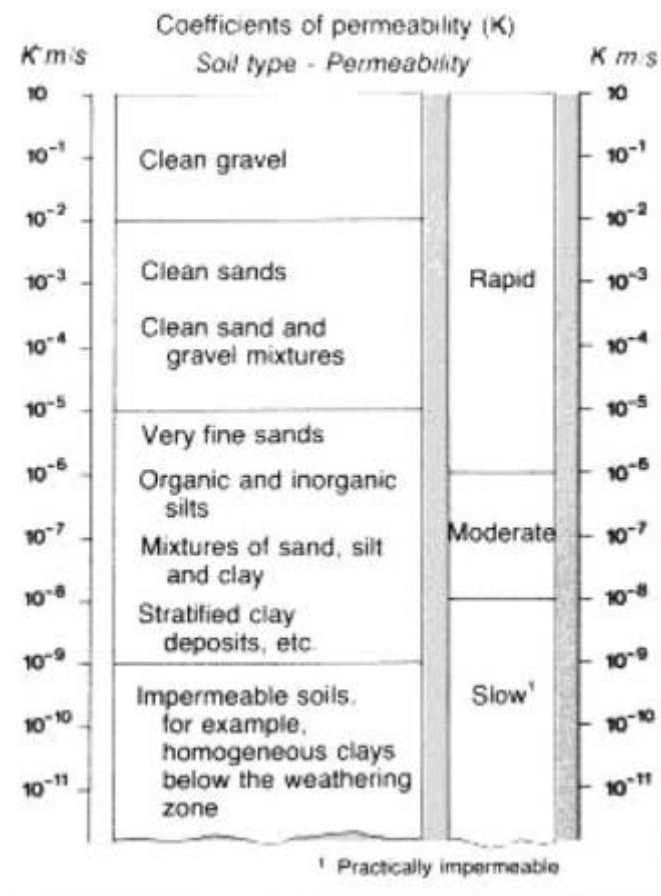 Coefficients of permeability (K)
K m/s
Soil type - Permeability
K m/s
10
10⁻¹
10⁻²
10⁻³
10⁻⁴
10⁻⁵
10⁻⁶
10⁻⁷
10⁻⁸
10⁻⁹
10⁻¹⁰
10⁻¹¹
Clean gravel
Clean sands
Clean sand and
gravel mixtures
Very fine sands
Organic and inorganic
silts
Mixtures of sand, silt
and clay
Stratified clay
deposits, etc.
Impermeable soils,
for example,
homogeneous clays
below the weathering
zone
Rapid
Moderate
Slow¹
10
10⁻¹
10⁻²
10⁻³
10⁻⁴
10⁻⁵
10⁻⁶
10⁻⁷
10⁻⁸
10⁻⁹
10⁻¹⁰
10⁻¹¹
¹ Practically impermeable